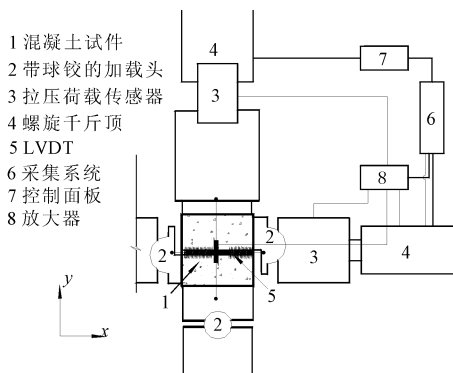 1 混凝土试件
2 带球铰的加载头
3 拉压荷载传感器
4 螺旋千斤顶
5 LVDT
6 采集系统
7 控制面板
8 放大器
4
3
7
6
8
2
2
3
4
1
5
2
y
x